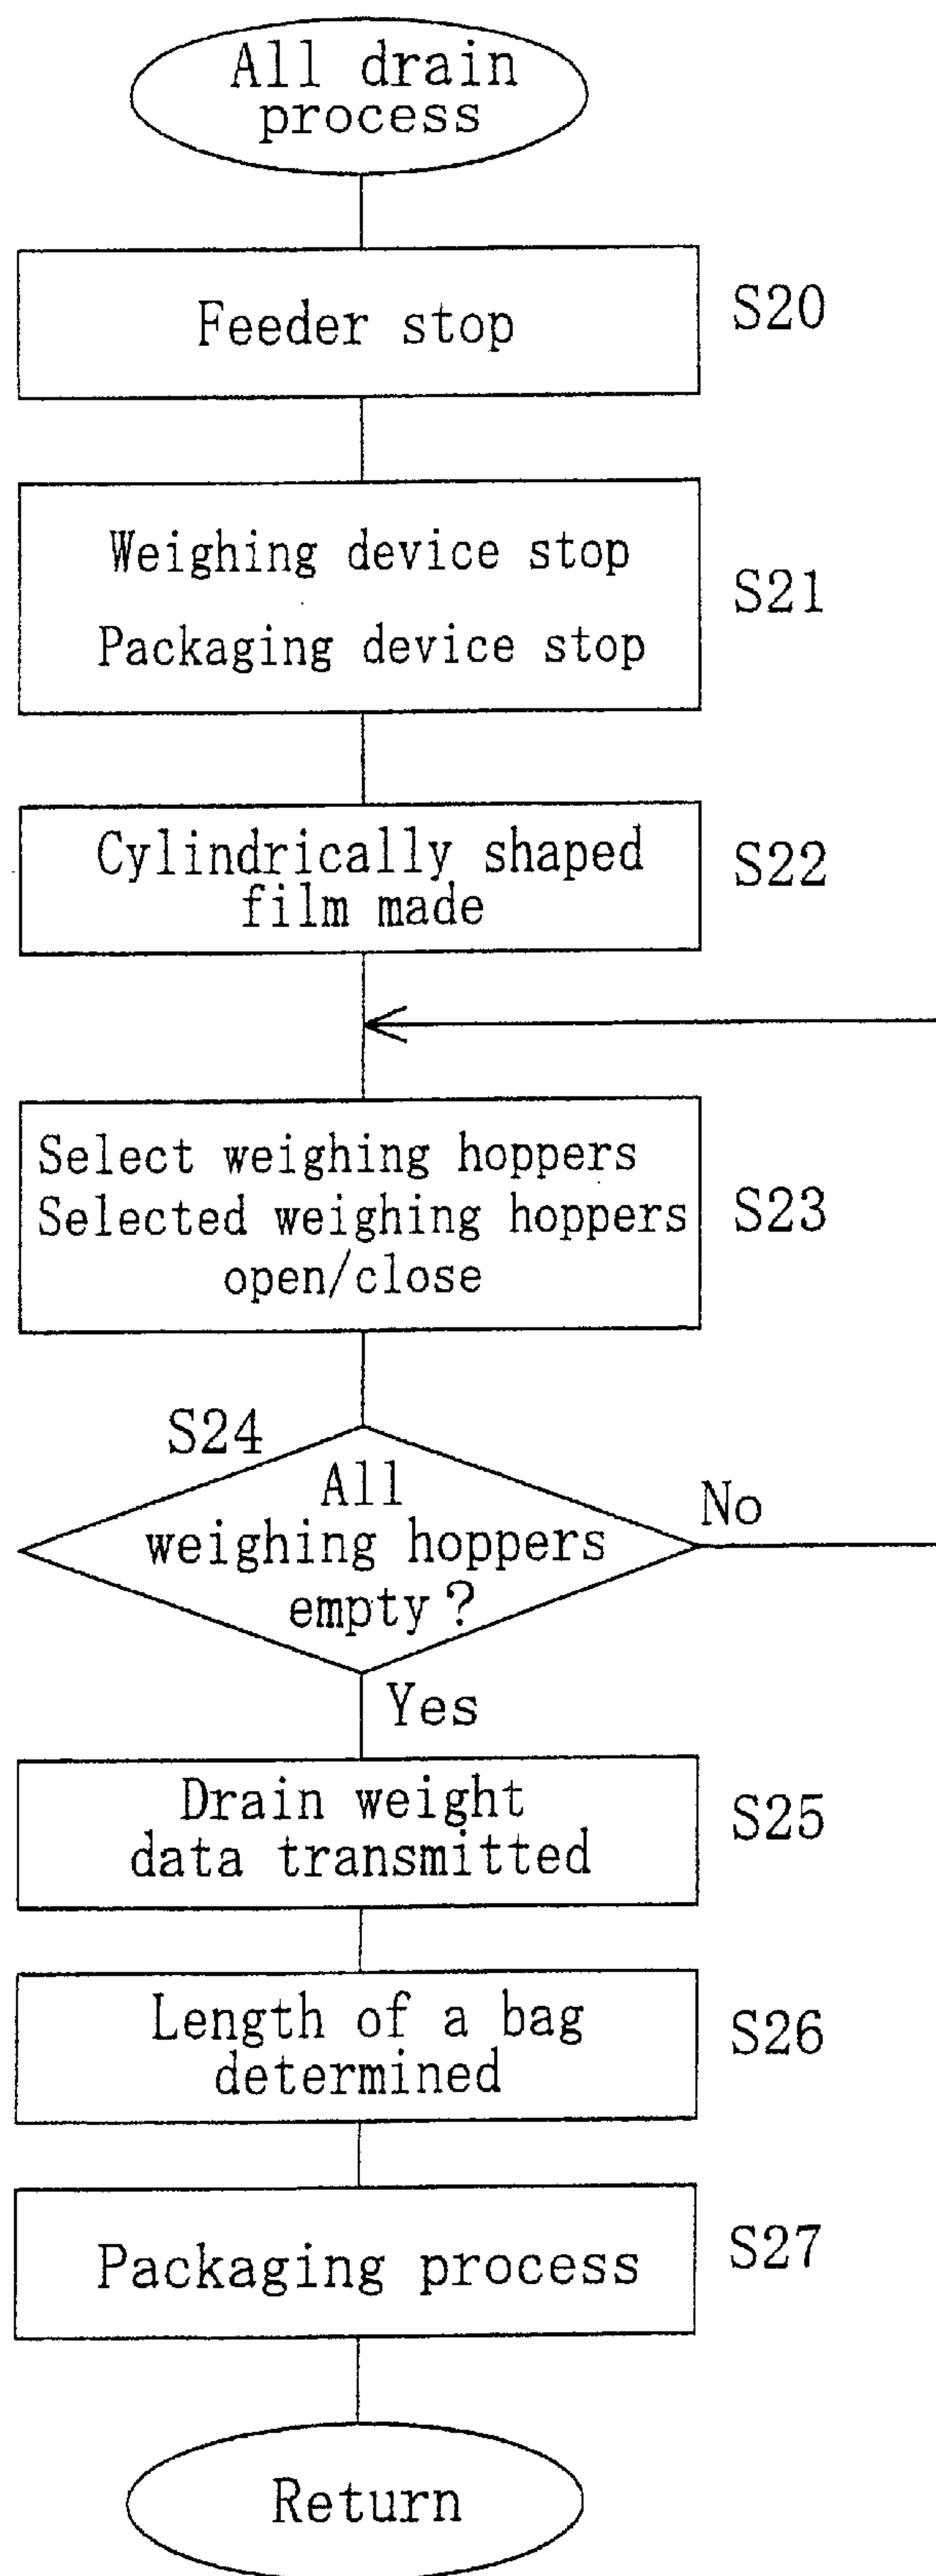 All drain
process
Feeder stop
S20
Weighing device stop
Packaging device stop
S21
Cylindrically shaped
film made
S22
Select weighing hoppers
Selected weighing hoppers
open/close
S23
S24
All
weighing hoppers
empty?
No
Yes
Drain weight
data transmitted
S25
Length of a bag
determined
S26
Packaging process
S27
Return